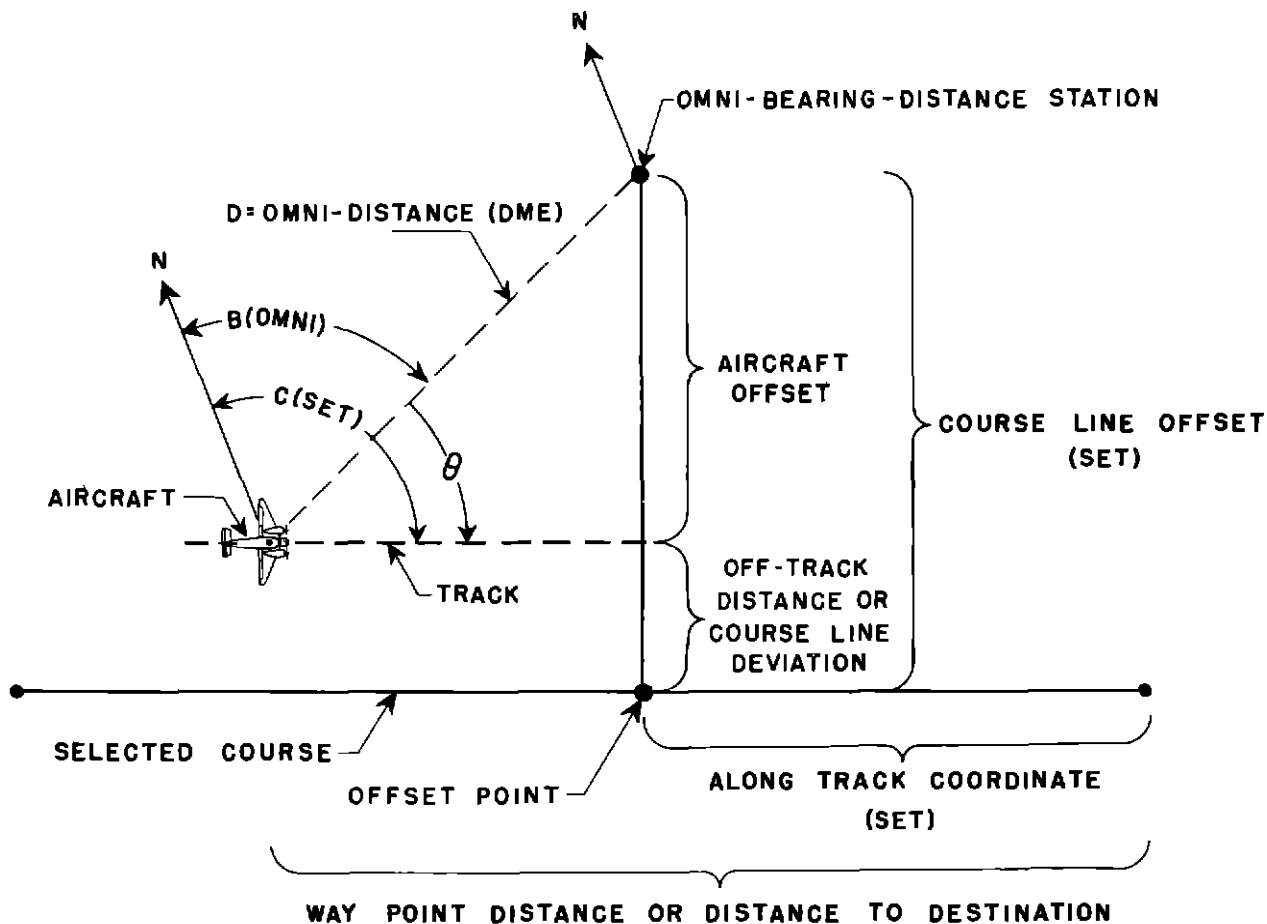 N
OMNI-BEARING-DISTANCE STATION
D=OMNI-DISTANCE (DME)
N
B(OMNI)
C(SET)
θ
AIRCRAFT
TRACK
AIRCRAFT
OFFSET
COURSE LINE OFFSET
(SET)
OFF-TRACK
DISTANCE OR
COURSE LINE
DEVIATION
SELECTED COURSE
OFFSET POINT
ALONG TRACK COORDINATE
(SET)
WAY POINT DISTANCE OR DISTANCE TO DESTINATION